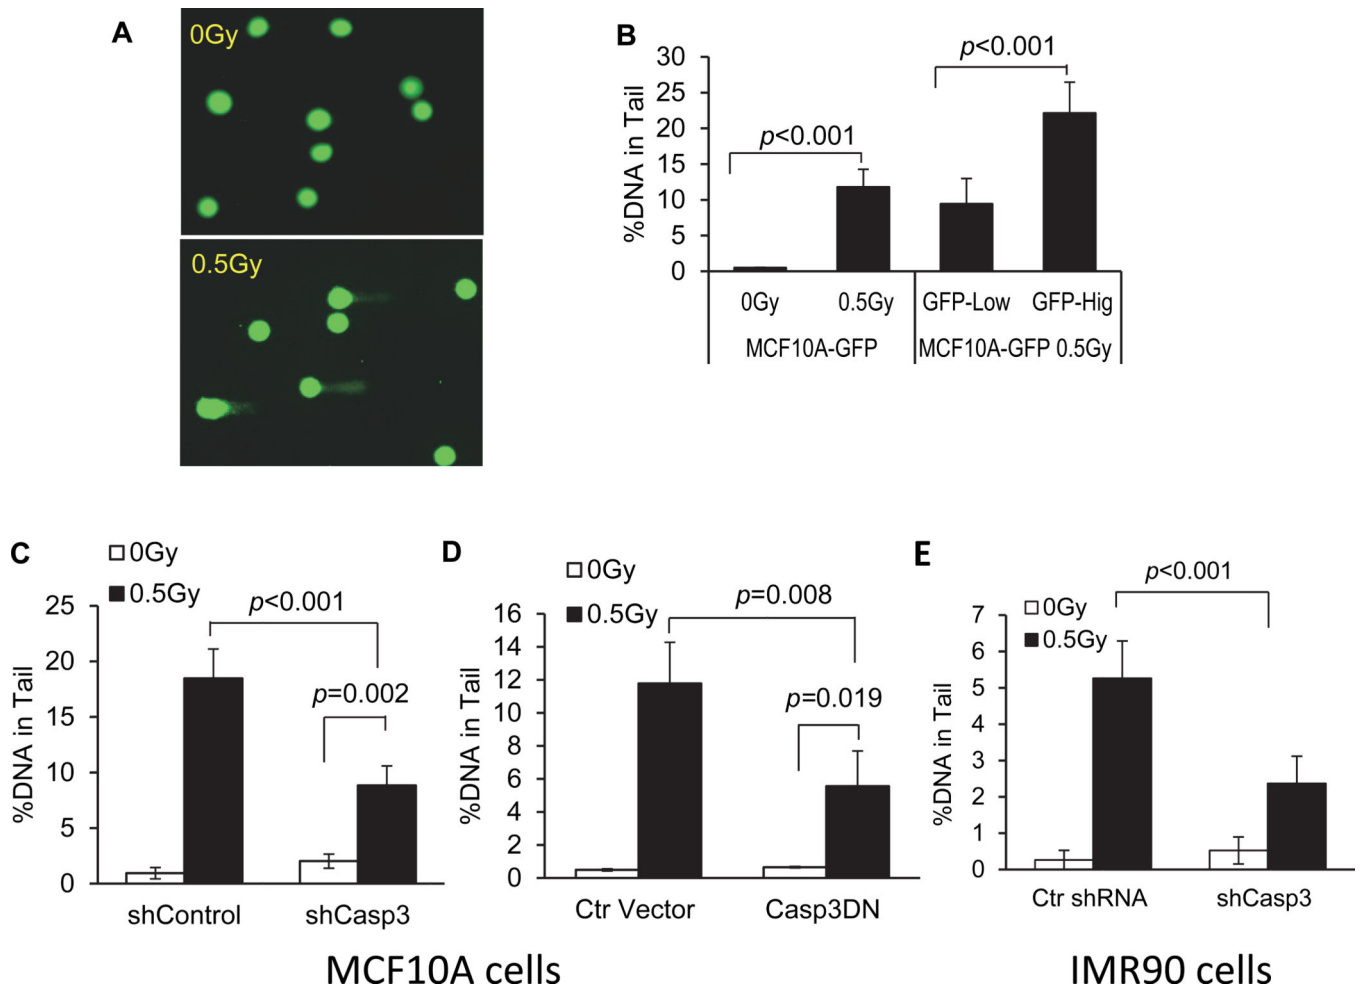 A
0Gy
0.5Gy
B
p<0.001
p<0.001
30
25
20
15
10
5
0
%DNA in Tail
0Gy
0.5Gy
GFP-Low
GFP-Hig
MCF10A-GFP
MCF10A-GFP 0.5Gy
C
0Gy
0.5Gy
p<0.001
p=0.002
25
20
15
10
5
0
%DNA in Tail
shControl
shCasp3
D
0Gy
0.5Gy
p=0.008
p=0.019
16
14
12
10
8
6
4
2
0
%DNA in Tail
Ctr Vector
Casp3DN
MCF10A cells
E
p<0.001
0Gy
0.5Gy
7
6
5
4
3
2
1
0
%DNA in Tail
Ctr shRNA
shCasp3
IMR90 cells